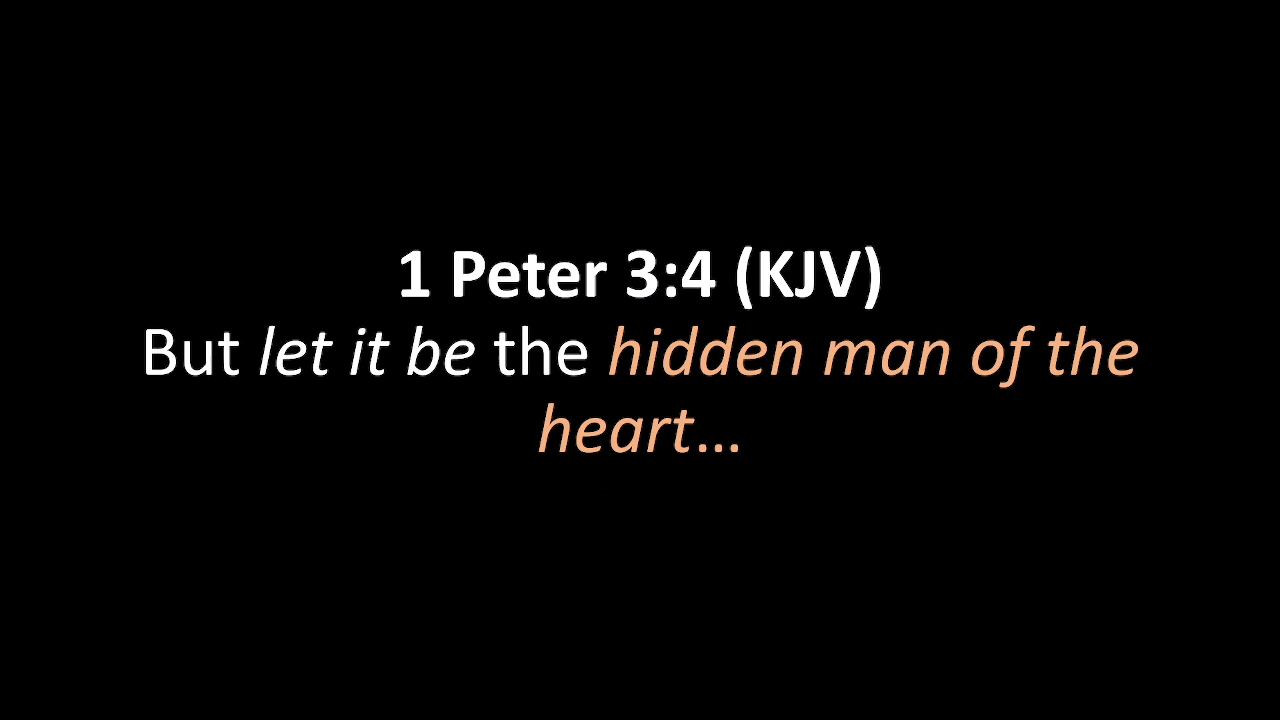 1 Peter 3:4 (KJV)
But let it be the hidden man of the
heart…